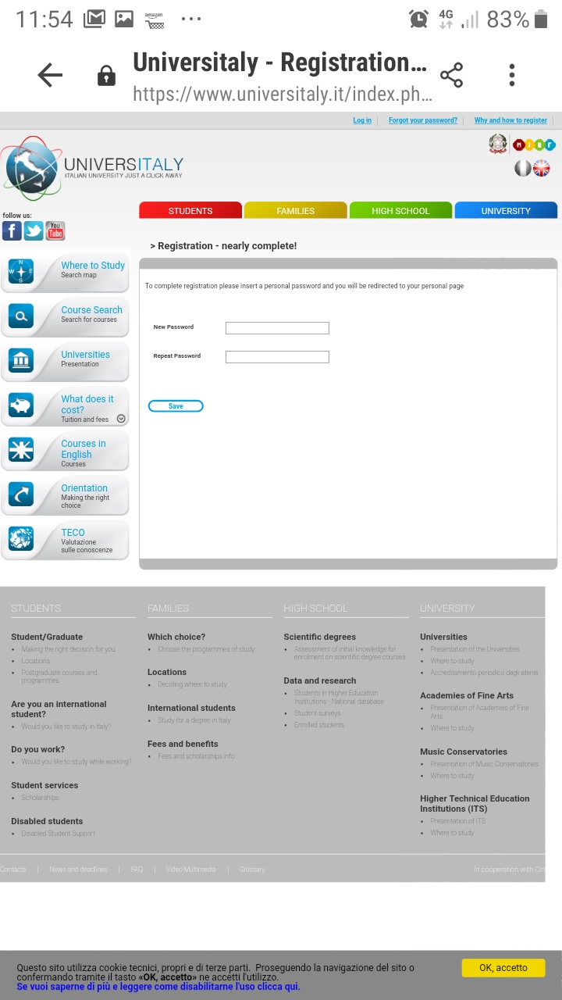 11:54
amazon
4G
83%
Universitaly - Registration...
https://www.universitaly.it/index.ph...
Log in
Forgot your password?
Why and how to register
UNIVERSITALY
ITALIAN UNIVERSITY JUST A CLICK AWAY
MIUR
follow us:
You
Tube
STUDENTS
FAMILIES
HIGH SCHOOL
UNIVERSITY
> Registration - nearly complete!
To complete registration please insert a personal password and you will be redirected to your personal page
New Password
Repeat Password
Save
N
W E
S
Where to Study
Search map
Course Search
Search for courses
Universities
Presentation
What does it
cost?
Tuition and fees
Courses in
English
Courses
Orientation
Making the right
choice
TECO
Valutazione
sulle conoscenze
STUDENTS
Student/Graduate
• Making the right decision for you
• Locations
• Postgraduate courses and
programmes
Are you an international
student?
• Would you like to study in Italy?
Do you work?
• Would you like to study while working?
Student services
• Scholarships
Disabled students
• Disabled Student Support
FAMILIES
Which choice?
• Choose the programmes of study
Locations
• Deciding where to study
International students
• Study for a degree in Italy
Fees and benefits
• Fees and scholarships info
HIGH SCHOOL
Scientific degrees
• Assessment of initial knowledge for
enrolment on scientific degree courses
Data and research
• Students in Higher Education
Institutions - National database
• Student surveys
• Enrolled students
UNIVERSITY
Universities
• Presentation of the Universities
• Where to study
• Accreditamento periodico degli atenei
Academies of Fine Arts
• Presentation of Academies of Fine
Arts
• Where to study
Music Conservatories
• Presentation of Music Conservatories
• Where to study
Higher Technical Education
Institutions (ITS)
• Presentation of ITS
• Where to study
Contacts | News and deadlines | FAQ | Video Multimedia | Glossary
In cooperation with Cin
Questo sito utilizza cookie tecnici, propri e di terze parti. Proseguendo la navigazione del sito o
confermando tramite il tasto «OK, accetto» ne accetti l'utilizzo.
Se vuoi saperne di più e leggere come disabilitarne l'uso clicca qui.
OK, accetto